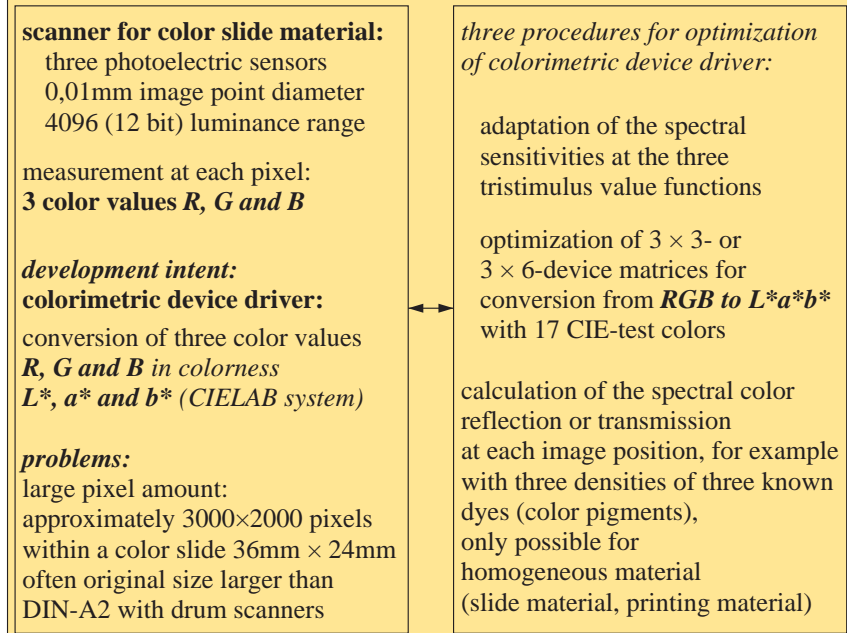 scanner for color slide material:
three photoelectric sensors
0,01mm image point diameter
4096 (12 bit) luminance range
measurement at each pixel:
3 color values R, G and B
development intent:
colorimetric device driver:
conversion of three color values
R, G and B in colorness
L*, a* and b* (CIELAB system)
problems:
large pixel amount:
approximately 3000×2000 pixels
within a color slide 36mm × 24mm
often original size larger than
DIN-A2 with drum scanners
three procedures for optimization
of colorimetric device driver:
adaptation of the spectral
sensitivities at the three
tristimulus value functions
optimization of 3 × 3- or
3 × 6-device matrices for
conversion from RGB to L*a*b*
with 17 CIE-test colors
calculation of the spectral color
reflection or transmission
at each image position, for example
with three densities of three known
dyes (color pigments),
only possible for
homogeneous material
(slide material, printing material)